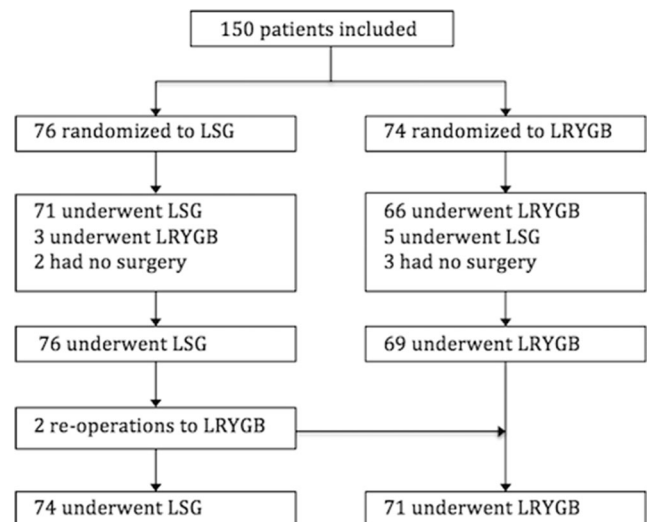 150 patients included
76 randomized to LSG
74 randomized to LRYGB
71 underwent LSG
3 underwent LRYGB
2 had no surgery
66 underwent LRYGB
5 underwent LSG
3 had no surgery
76 underwent LSG
69 underwent LRYGB
2 re-operations to LRYGB
74 underwent LSG
71 underwent LRYGB